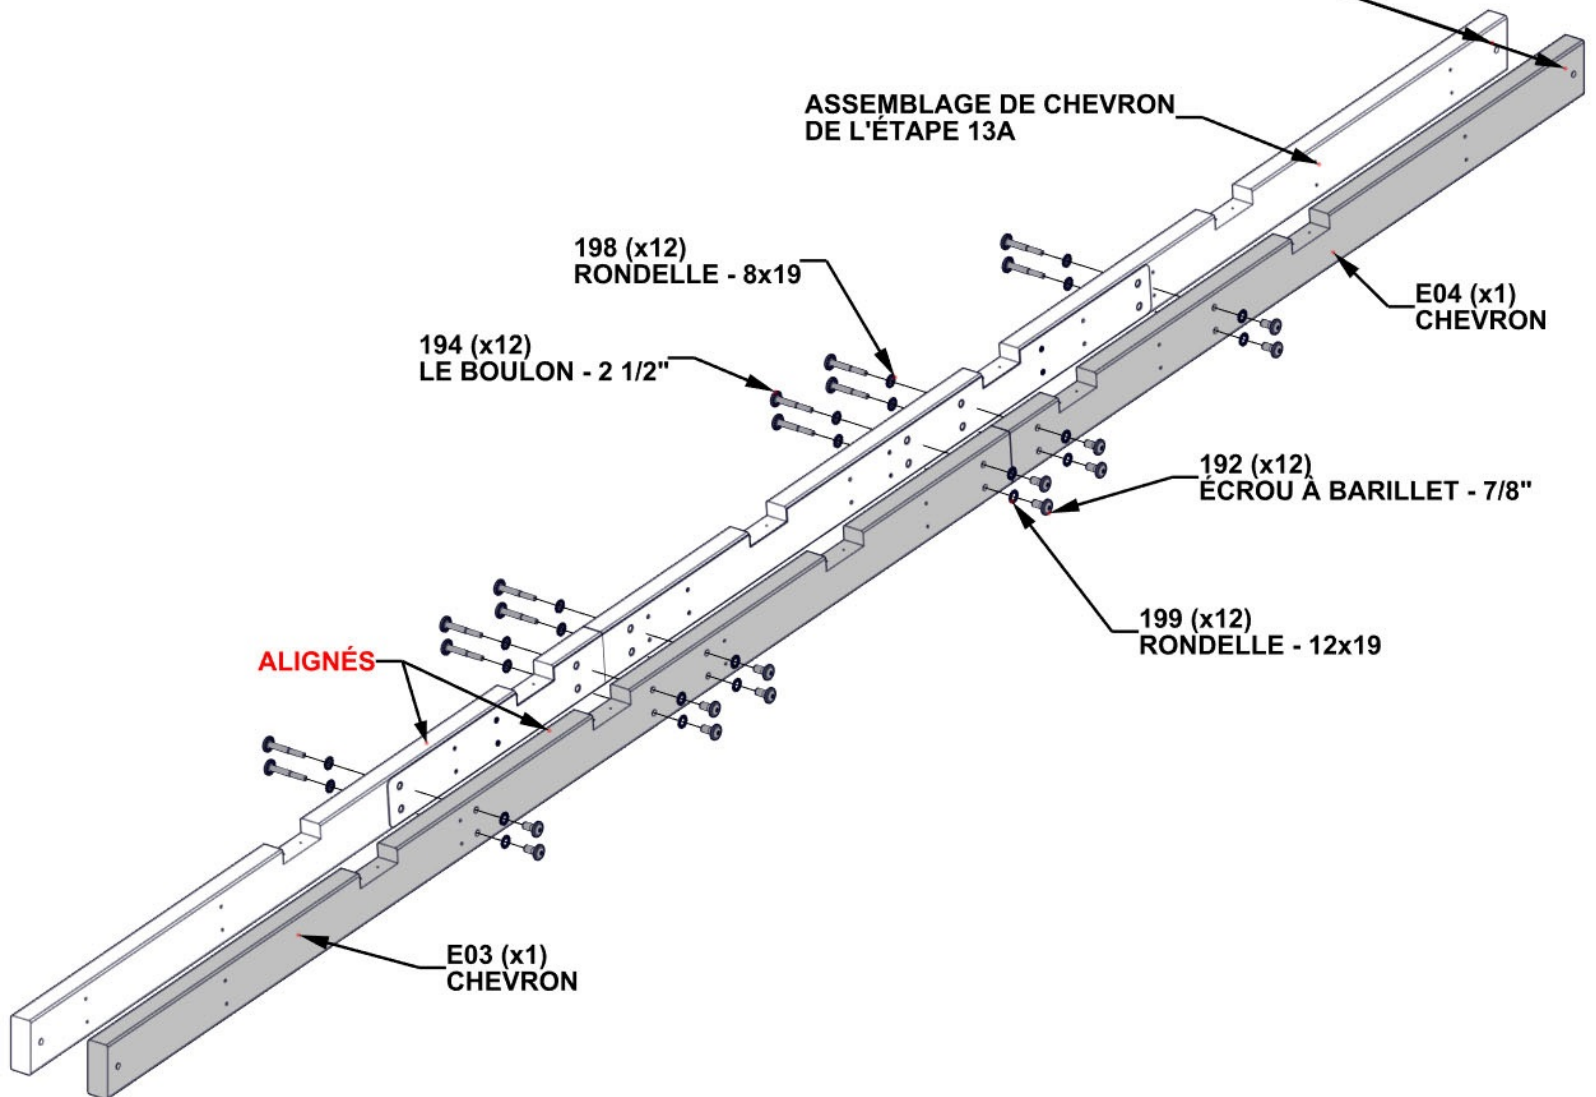 ASSEMBLAGE DE CHEVRON
DE L'ÉTAPE 13A
198 (x12)
RONDELLE - 8x19
E04 (x1)
CHEVRON
194 (x12)
LE BOULON - 2 1/2"
192 (x12)
ÉCROU À BARILLET - 7/8"
199 (x12)
RONDELLE - 12x19
ALIGNÉS
E03 (x1)
CHEVRON